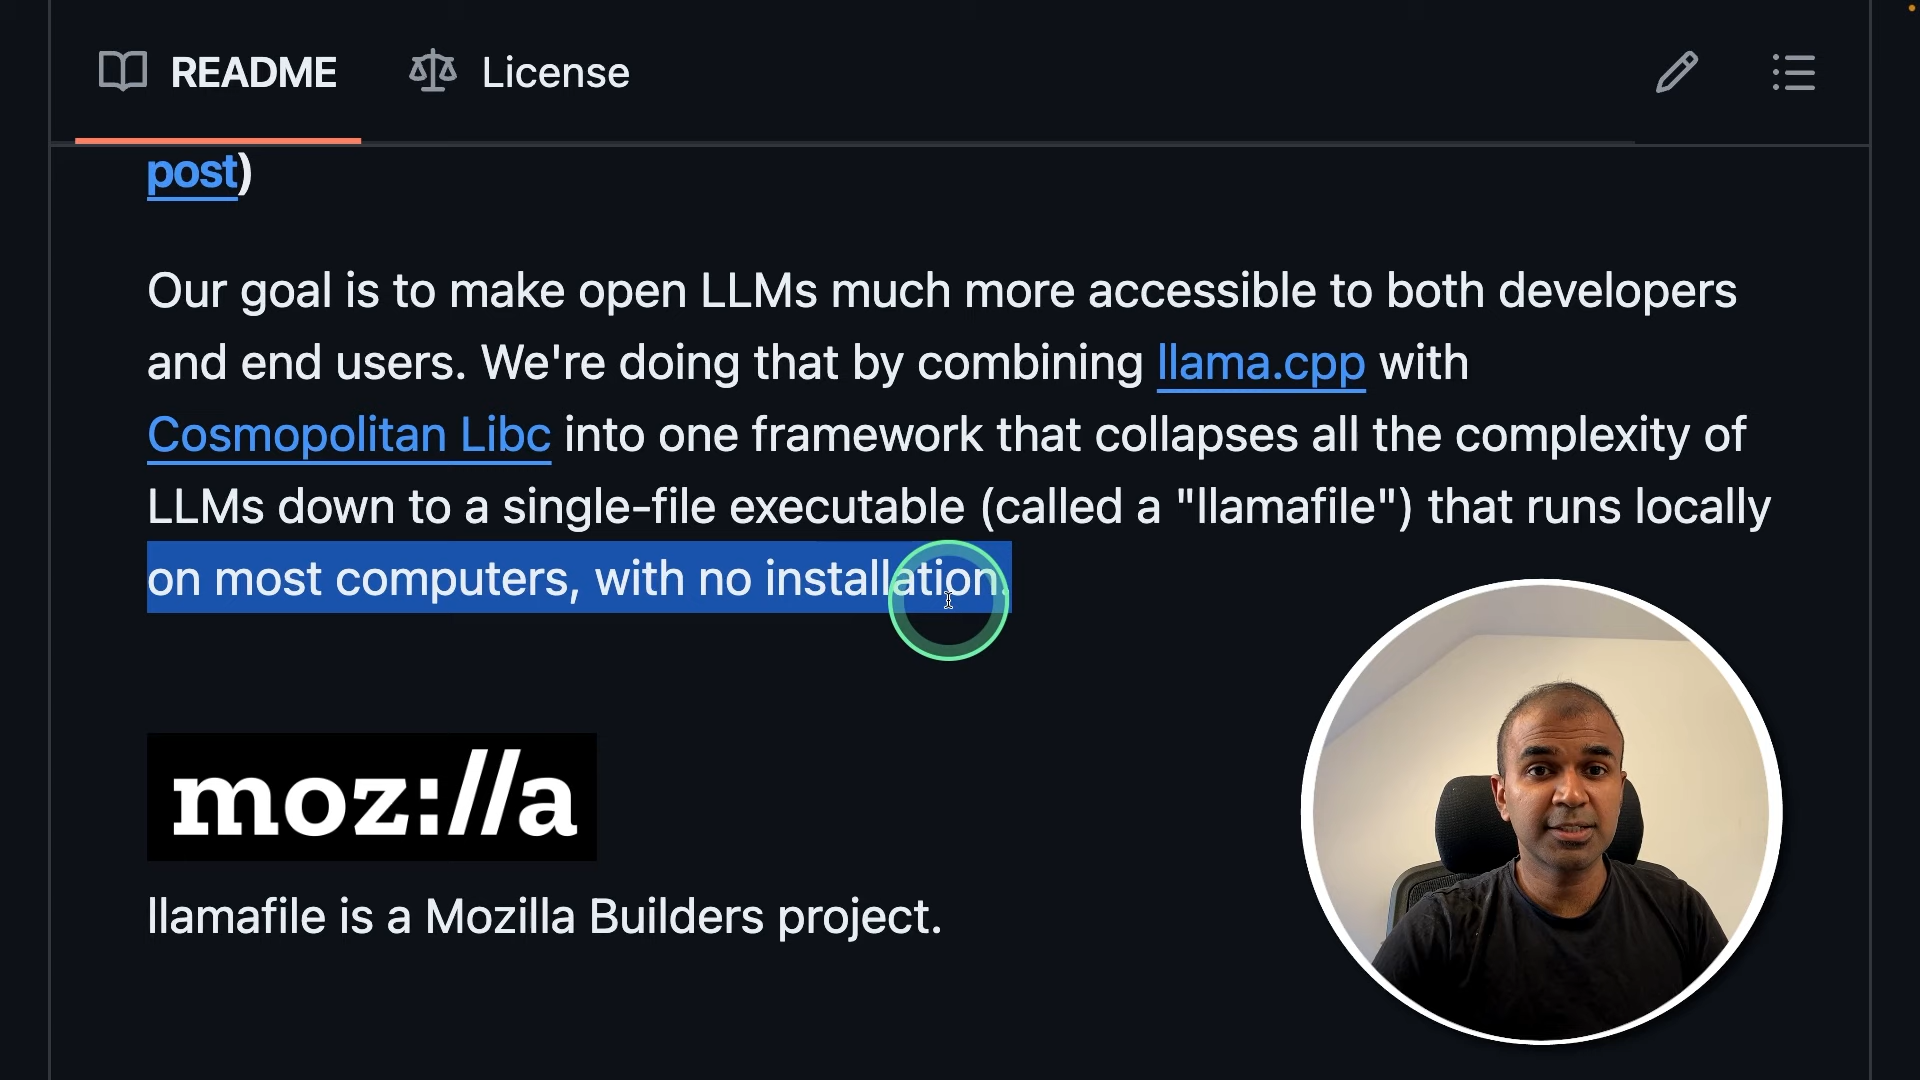 README License
post)
Our goal is to make open LLMs much more accessible to both developers
and end users. We're doing that by combining llama.cpp with
Cosmopolitan Libc into one framework that collapses all the complexity of
LLMs down to a single-file executable (called a "llamafile") that runs locally
on most computers, with no installation.
moz://a
llamafile is a Mozilla Builders project.